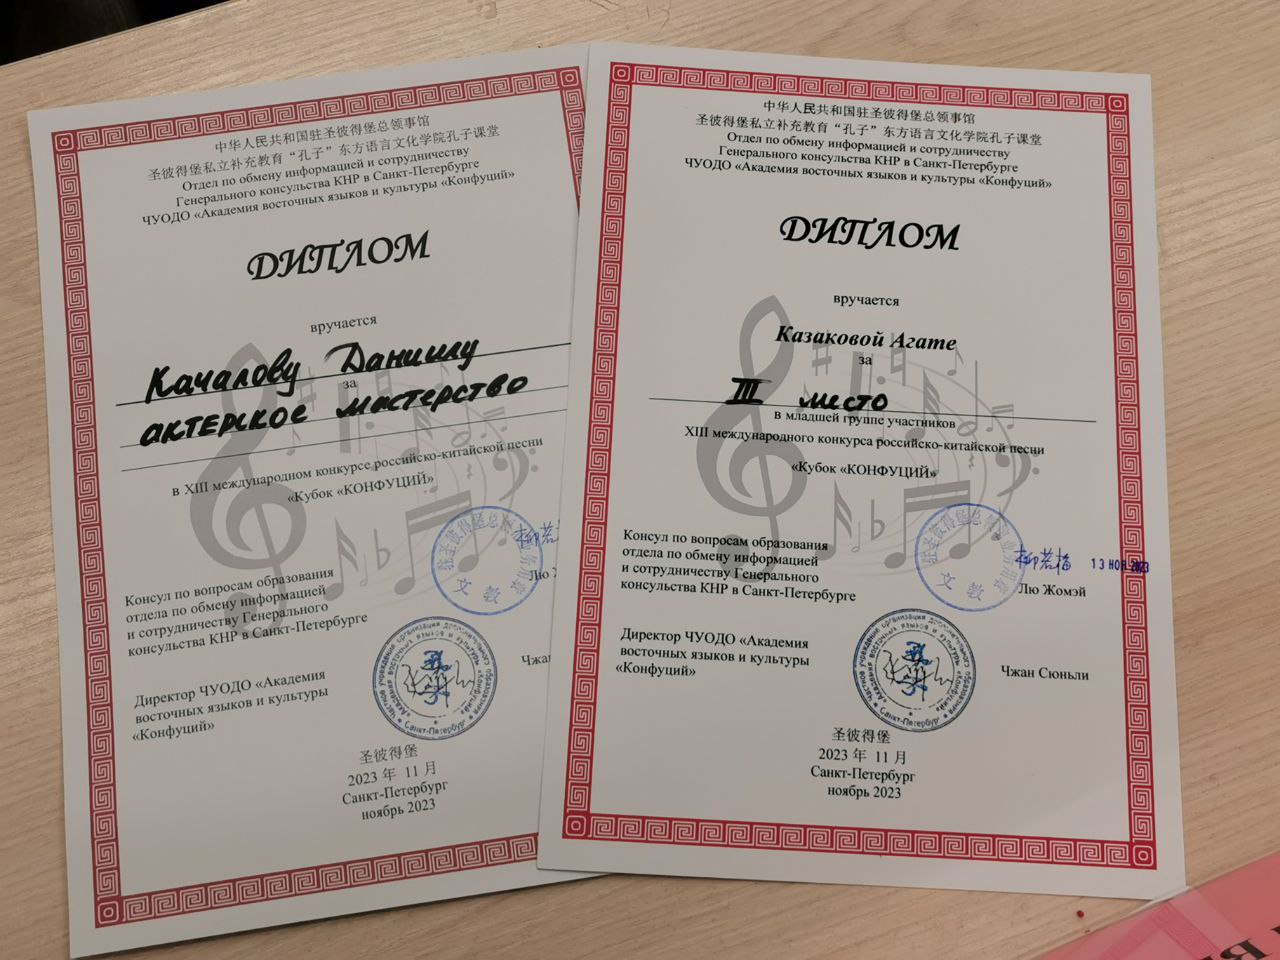 中华人民共和国驻圣彼得堡总领事馆
圣彼得堡私立补充教育“孔子”东方语言文化学院孔子课堂
Отдел по обмену информацией и сотрудничеству
Генерального консульства КНР в Санкт-Петербурге
ЧУОДО «Академия восточных языков и культуры «Конфуций»
ДИПЛОМ
вручается
Качалову Даниилу
за
актерское мастерство
в XIII международном конкурсе российско-китайской песни
«Кубок «КОНФУЦИЙ»
Консул по вопросам образования
отдела по обмену информацией
и сотрудничеству Генерального
консульства КНР в Санкт-Петербурге
Лю
Директор ЧУОДО «Академия
восточных языков и культуры
«Конфуций»
Чжан
圣彼得堡
2023 年 11 月
Санкт-Петербург
ноябрь 2023
中华人民共和国驻圣彼得堡总领事馆
圣彼得堡私立补充教育“孔子”东方语言文化学院孔子课堂
Отдел по обмену информацией и сотрудничеству
Генерального консульства КНР в Санкт-Петербурге
ЧУОДО «Академия восточных языков и культуры «Конфуций»
ДИПЛОМ
вручается
Казаковой Агате
за
III место
в младшей группе участников
XIII международного конкурса российско-китайской песни
«Кубок «КОНФУЦИЙ»
Консул по вопросам образования
отдела по обмену информацией
и сотрудничеству Генерального
консульства КНР в Санкт-Петербурге
文教
柳若梅
13 НОЯ 2023
Лю Жомэй
Директор ЧУОДО «Академия
восточных языков и культуры
«Конфуций»
Чжан Сюньли
圣彼得堡
2023 年 11 月
Санкт-Петербург
ноябрь 2023